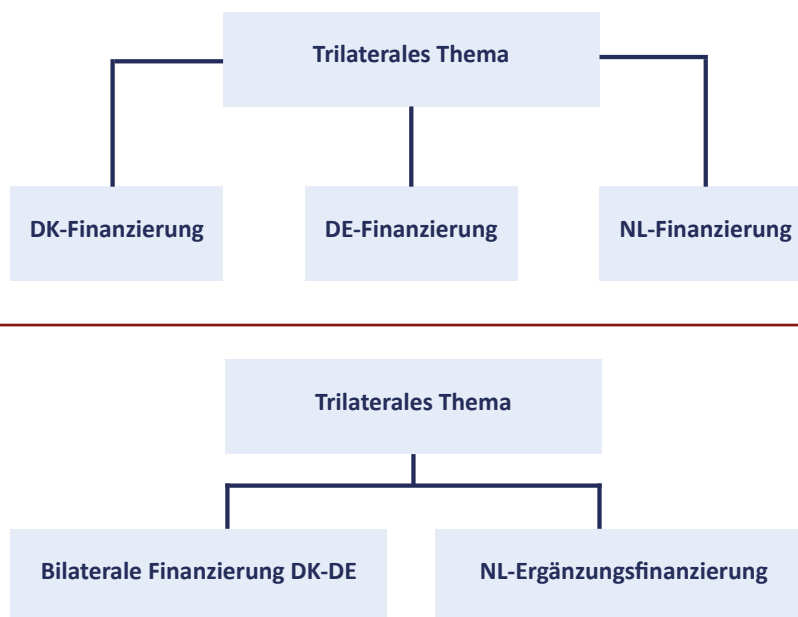 Trilaterales Thema
DK-Finanzierung
DE-Finanzierung
NL-Finanzierung
Trilaterales Thema
Bilaterale Finanzierung DK-DE
NL-Ergänzungsfinanzierung